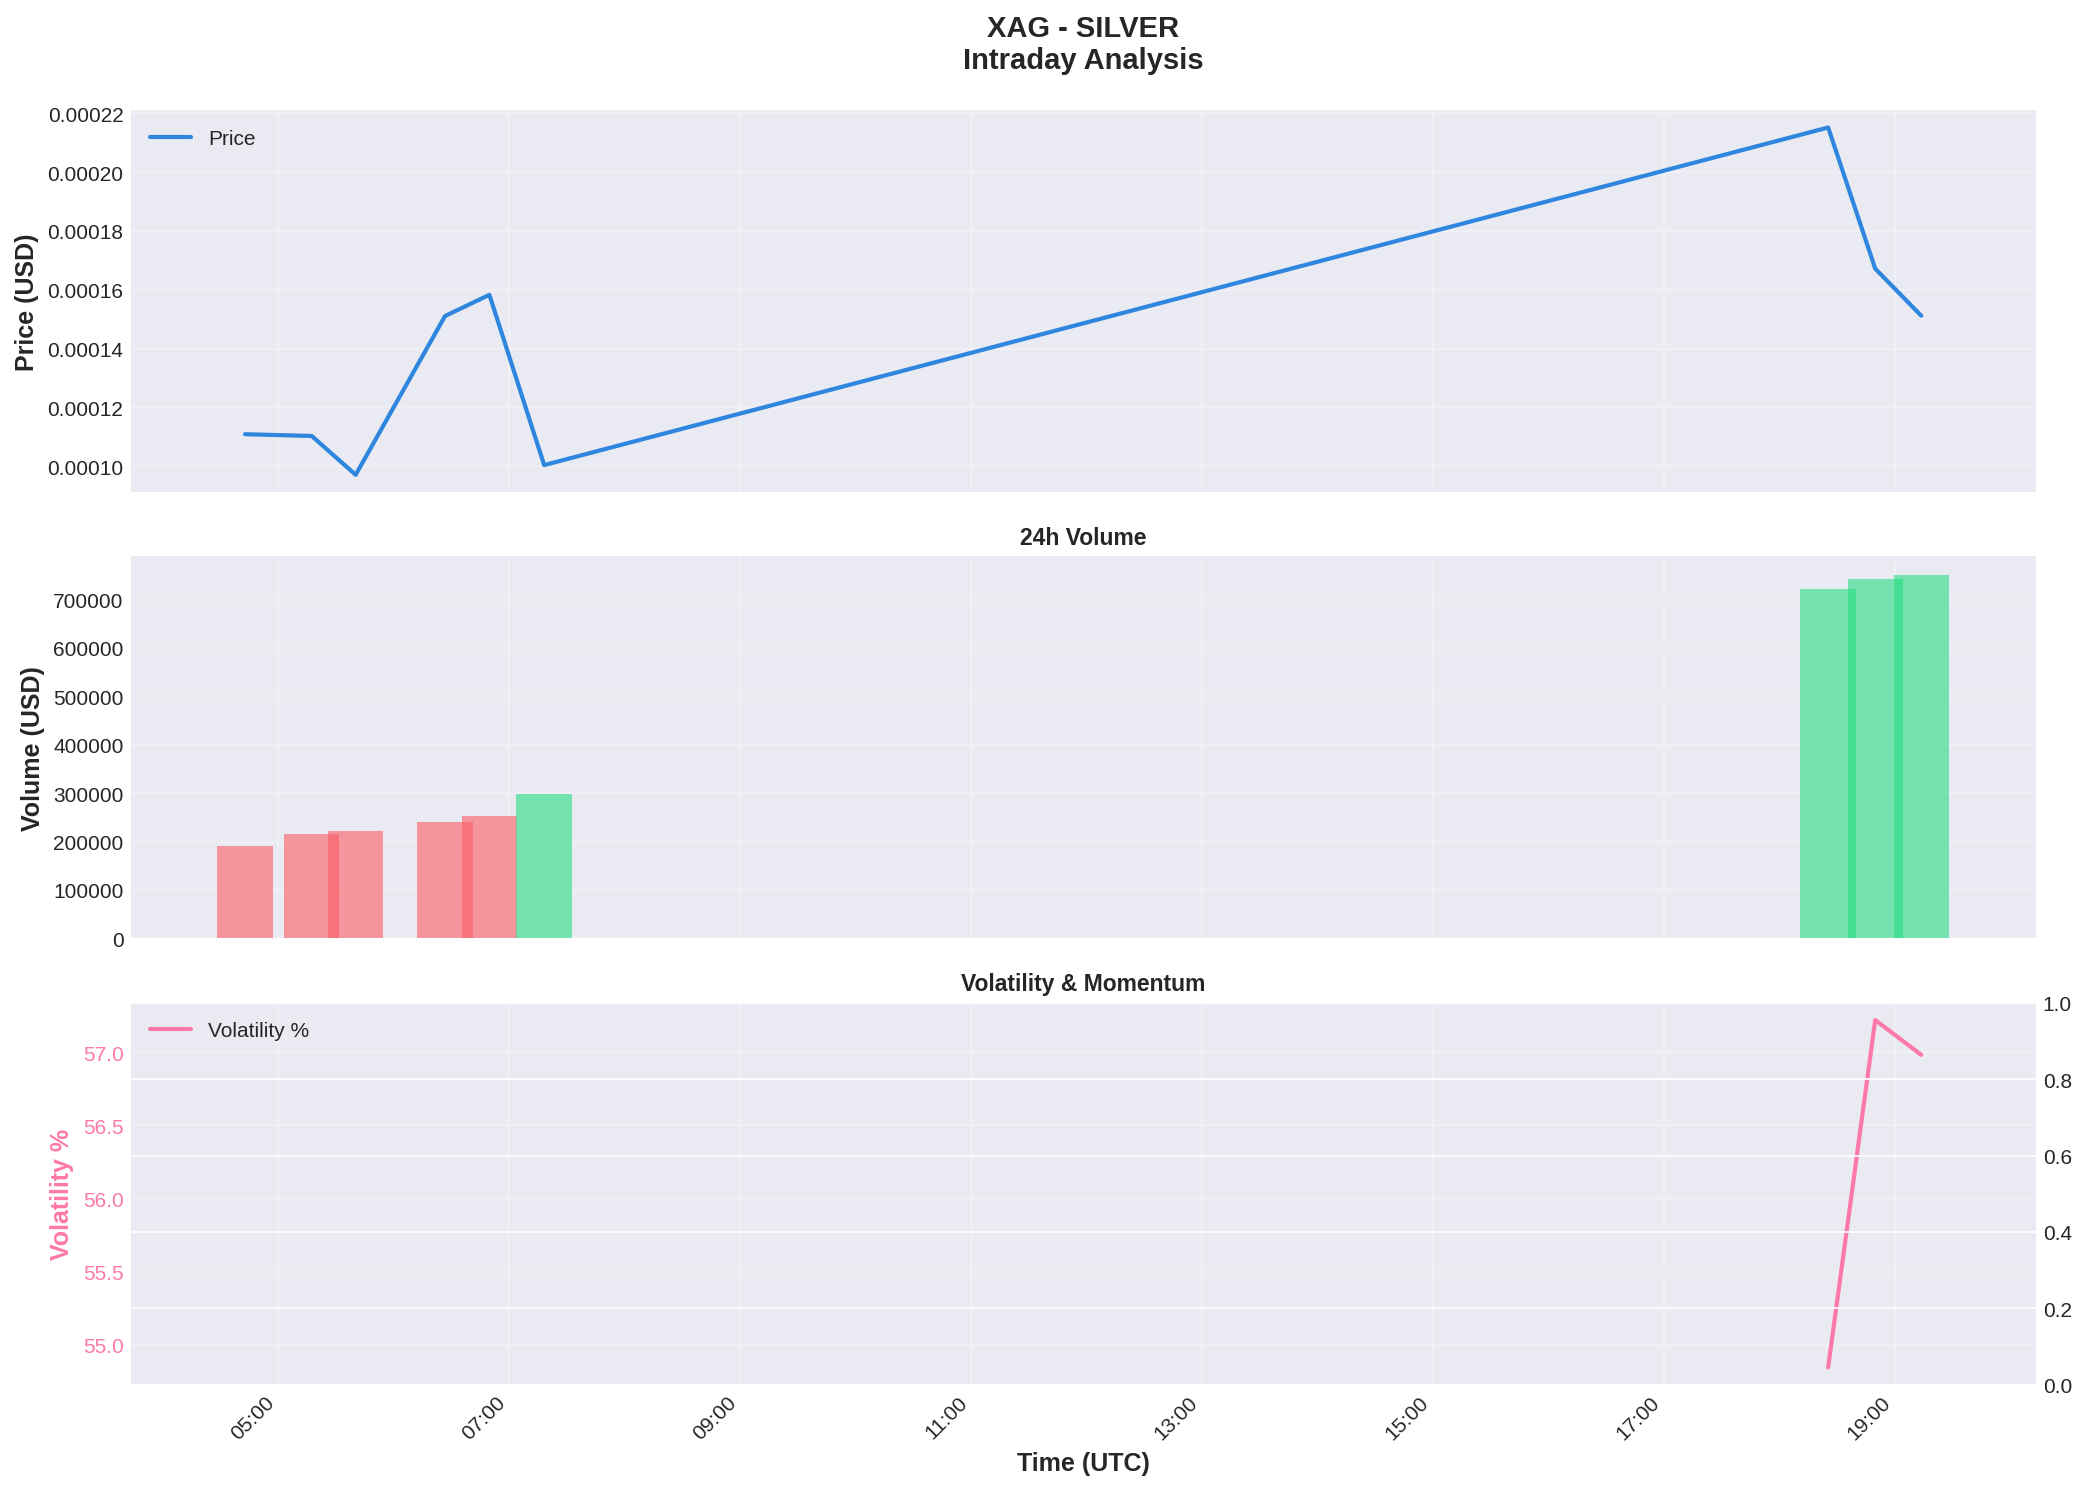 XAG - SILVER
Intraday Analysis
Price
Price (USD)
0.00022
0.00020
0.00018
0.00016
0.00014
0.00012
0.00010
24h Volume
Volume (USD)
700000
600000
500000
400000
300000
200000
100000
0
Volatility & Momentum
Volatility %
Volatility %
57.0
56.5
56.0
55.5
55.0
1.0
0.8
0.6
0.4
0.2
0.0
05:00 07:00 09:00 11:00 13:00 15:00 17:00 19:00
Time (UTC)